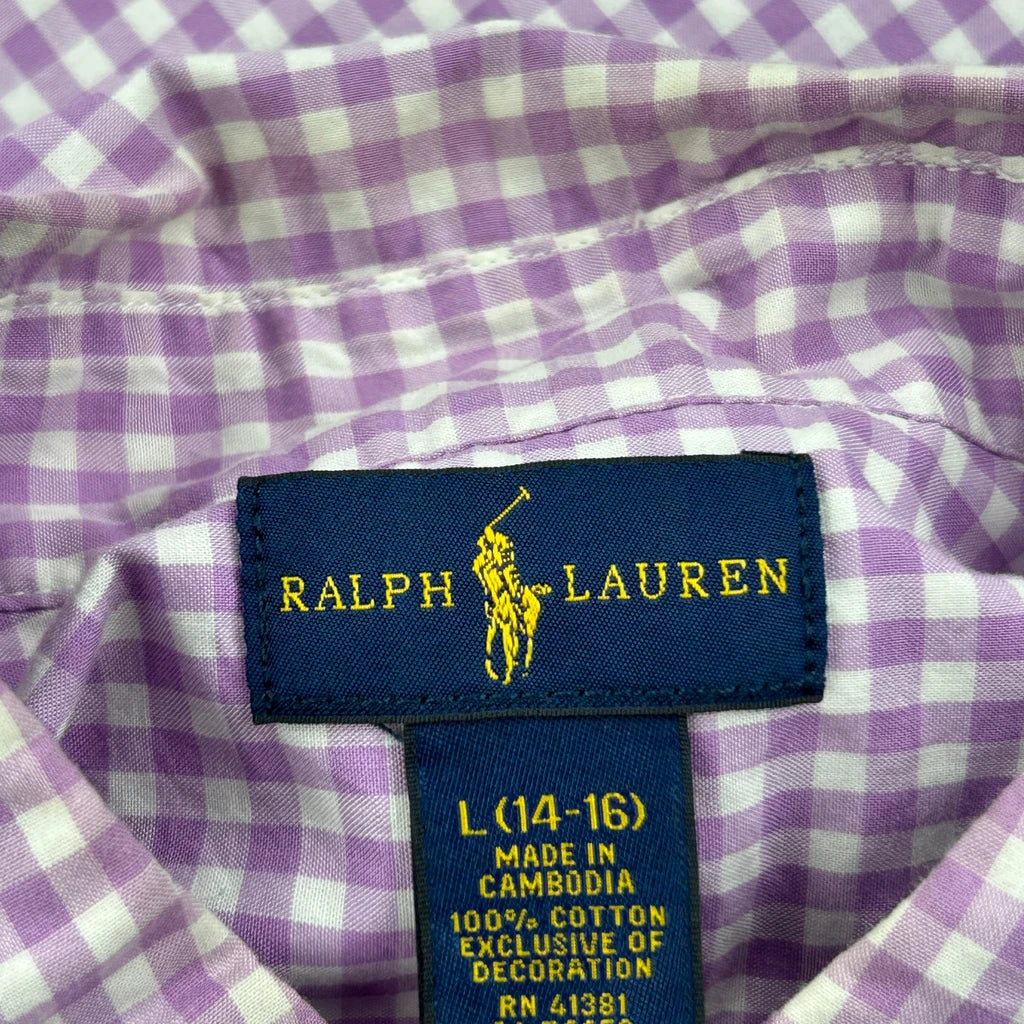 RALPH LAUREN
L (14-16)
MADE IN
CAMBODIA
100% COTTON
EXCLUSIVE OF
DECORATION
RN 41381